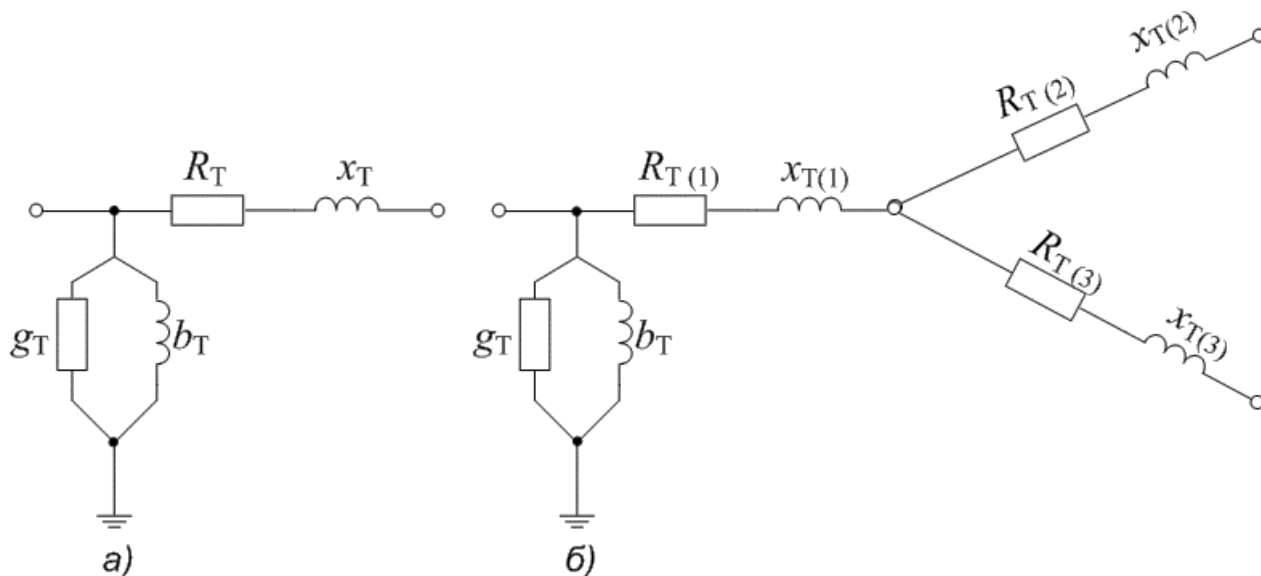 R_T x_T
g_T b_T
а)
R_T (1) x_T(1)
R_T (2) x_T(2)
R_T (3) x_T(3)
g_T b_T
б)